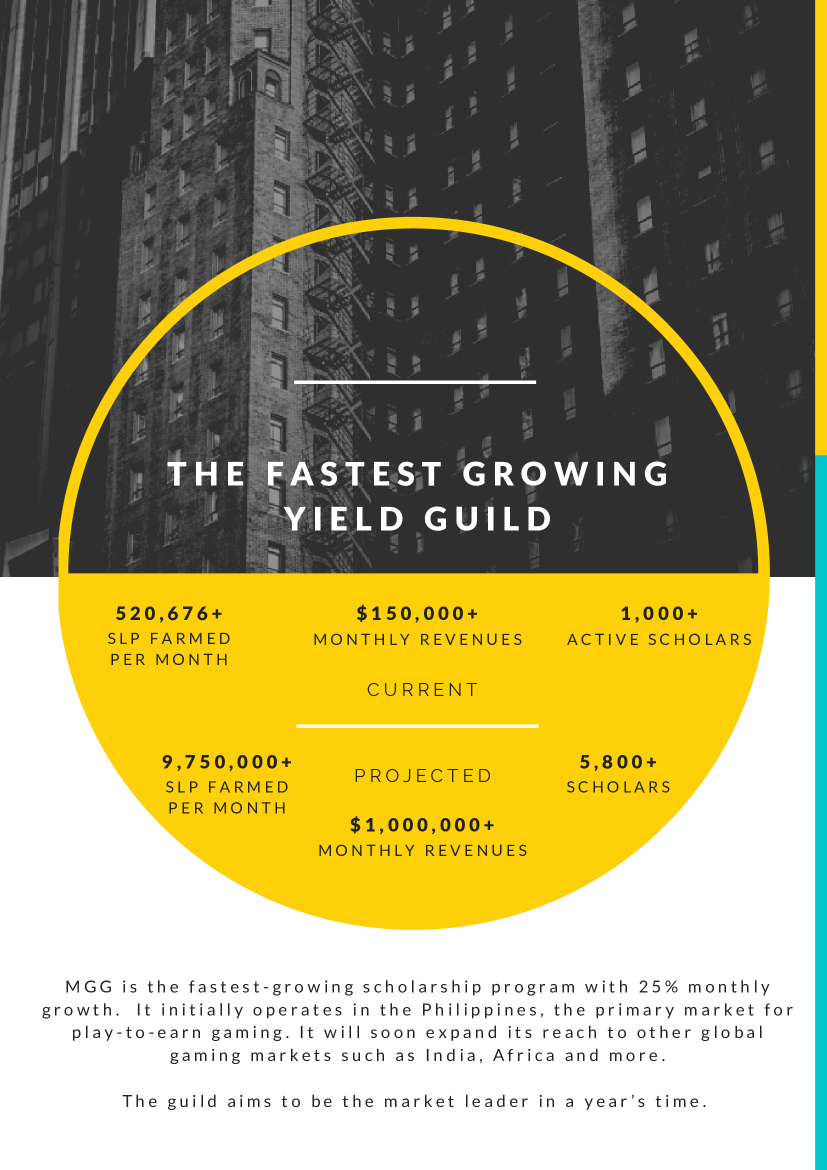 THE FASTEST GROWING
YIELD GUILD
520,676+
SLP FARMED
PER MONTH
$150,000+
MONTHLY REVENUES
1,000+
ACTIVE SCHOLARS
CURRENT
PROJECTED
9,750,000+
SLP FARMED
PER MONTH
$1,000,000+
MONTHLY REVENUES
5,800+
SCHOLARS
MGG is the fastest-growing scholarship program with 25% monthly
growth.  It initially operates in the Philippines, the primary market for
play-to-earn gaming. It will soon expand its reach to other global
gaming markets such as India, Africa and more.
The guild aims to be the market leader in a year’s time.